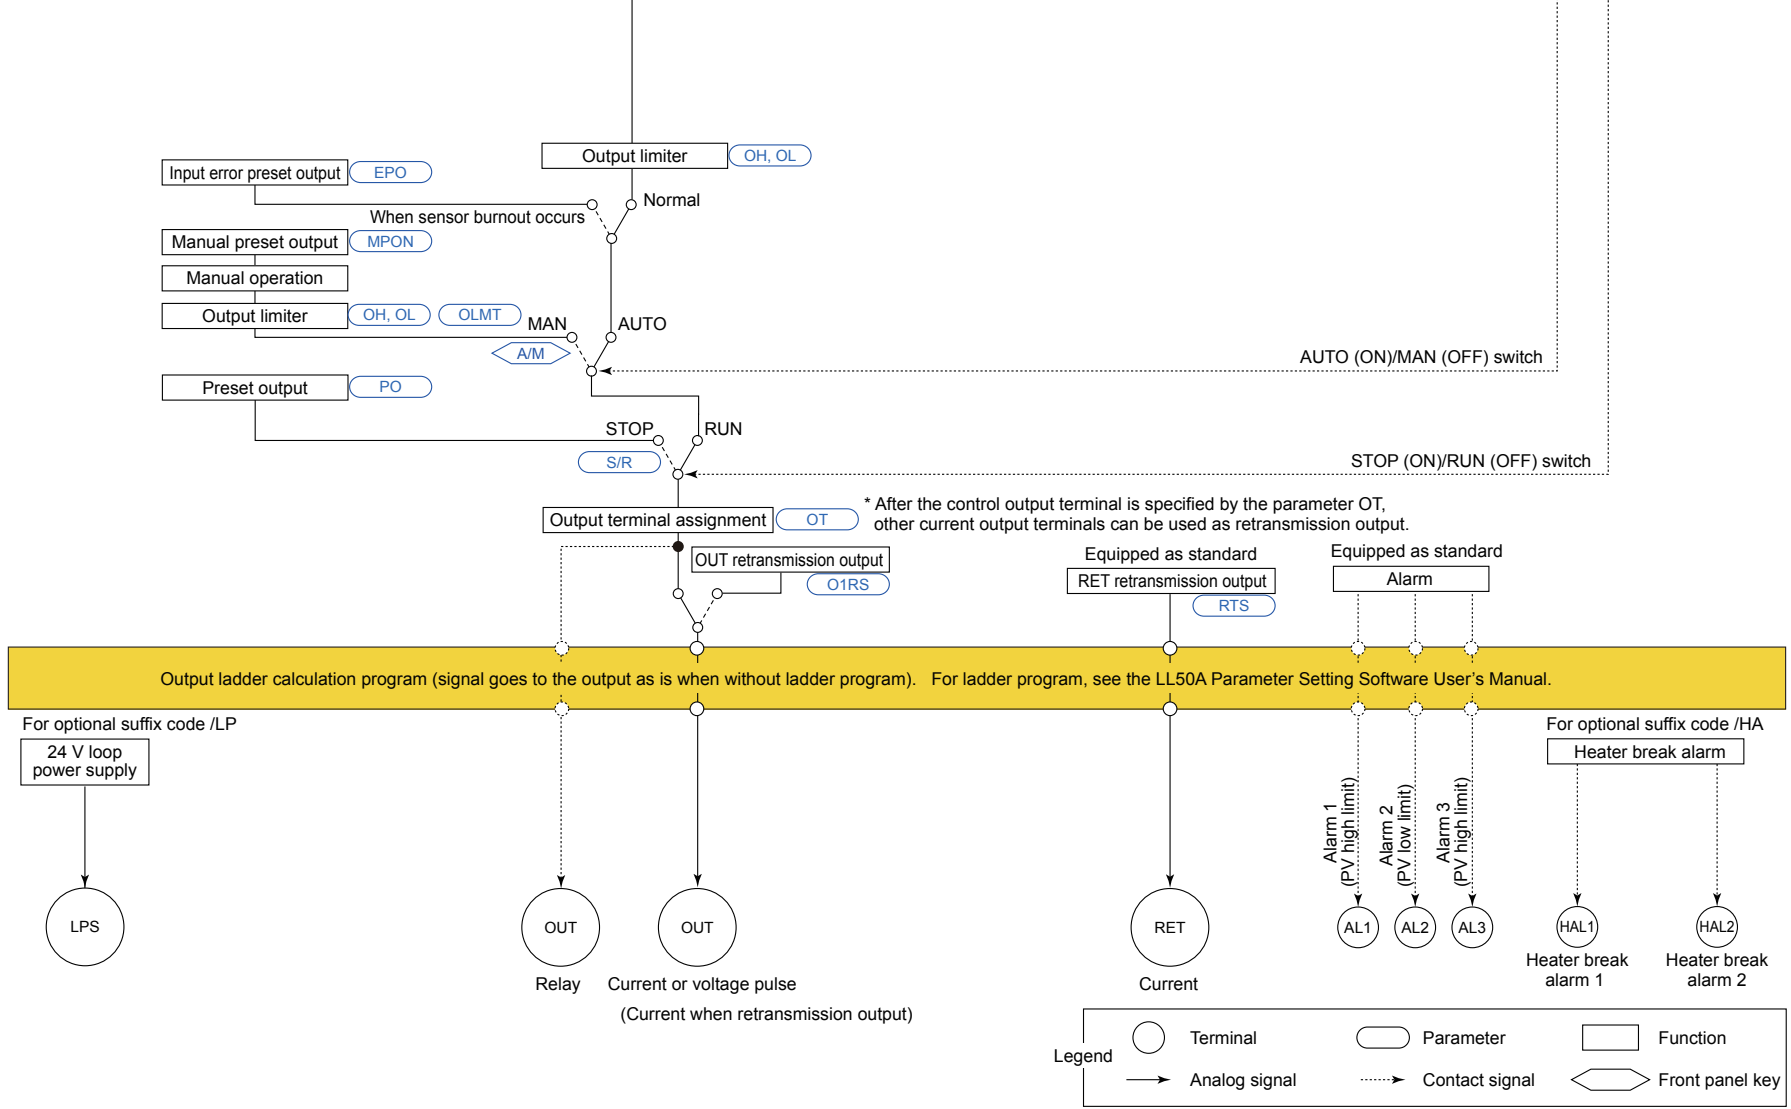 Output limiter
OH, OL
Input error preset output
EPO
Normal
When sensor burnout occurs
Manual preset output
MPON
Manual operation
Output limiter
OH, OL
OLMT
MAN
AUTO
A/M
AUTO (ON)/MAN (OFF) switch
Preset output
PO
STOP
RUN
S/R
STOP (ON)/RUN (OFF) switch
Output terminal assignment
OT
* After the control output terminal is specified by the parameter OT,
other current output terminals can be used as retransmission output.
OUT retransmission output
O1RS
Equipped as standard
RET retransmission output
RTS
Equipped as standard
Alarm
Output ladder calculation program (signal goes to the output as is when without ladder program).   For ladder program, see the LL50A Parameter Setting Software User's Manual.
For optional suffix code /LP
24 V loop
power supply
For optional suffix code /HA
Heater break alarm
Alarm 1
(PV high limit)
Alarm 2
(PV low limit)
Alarm 3
(PV high limit)
LPS
OUT
OUT
RET
AL1
AL2
AL3
HAL1
HAL2
Relay
Current or voltage pulse
(Current when retransmission output)
Current
Heater break
alarm 1
Heater break
alarm 2
Legend
Terminal
Parameter
Function
Analog signal
Contact signal
Front panel key